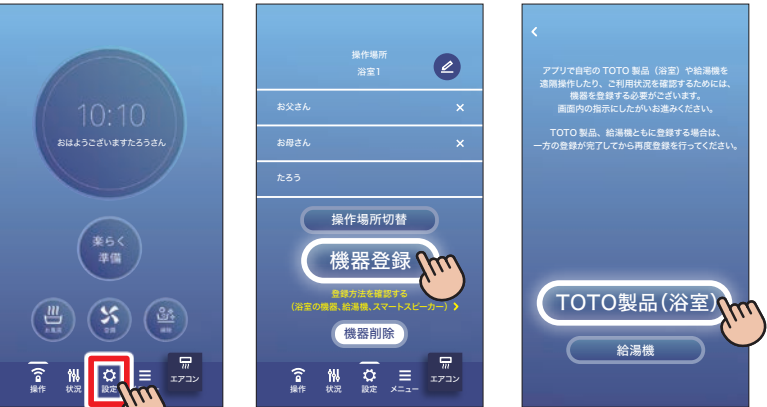 10:10
おはようございますたろうさん
楽らく
準備
お風呂
空調
掃除
操作
状況
設定
エアコン
操作場所
浴室1
お父さん
×
お母さん
×
たろう
操作場所切替
機器登録
登録方法を確認する
(浴室の機器、給湯機、スマートスピーカー)
機器削除
操作
状況
設定
メニュー
エアコン
アプリで自宅の TOTO 製品（浴室）や給湯機を
遠隔操作したり、ご利用状況を確認するためには、
機器を登録する必要がございます。
画面内の指示にしたがいお進みください。
TOTO 製品、給湯機ともに登録する場合は、
一方の登録が完了してから再度登録を行ってください。
TOTO製品(浴室)
給湯機